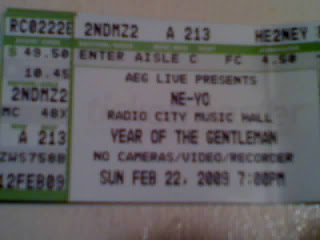 RC0222E 2NDMZ2 A 213 HE2NEY
$ 49.50 ENTER AISLE C FC 4.50
10.45 AEG LIVE PRESENTS
2NDMZ2 NE-YO
MC 48X RADIO CITY MUSIC HALL
A 213 YEAR OF THE GENTLEMAN
ZWS7588 NO CAMERAS/VIDEO/RECORDER
12FEB09 SUN FEB 22, 2009 7:00PM